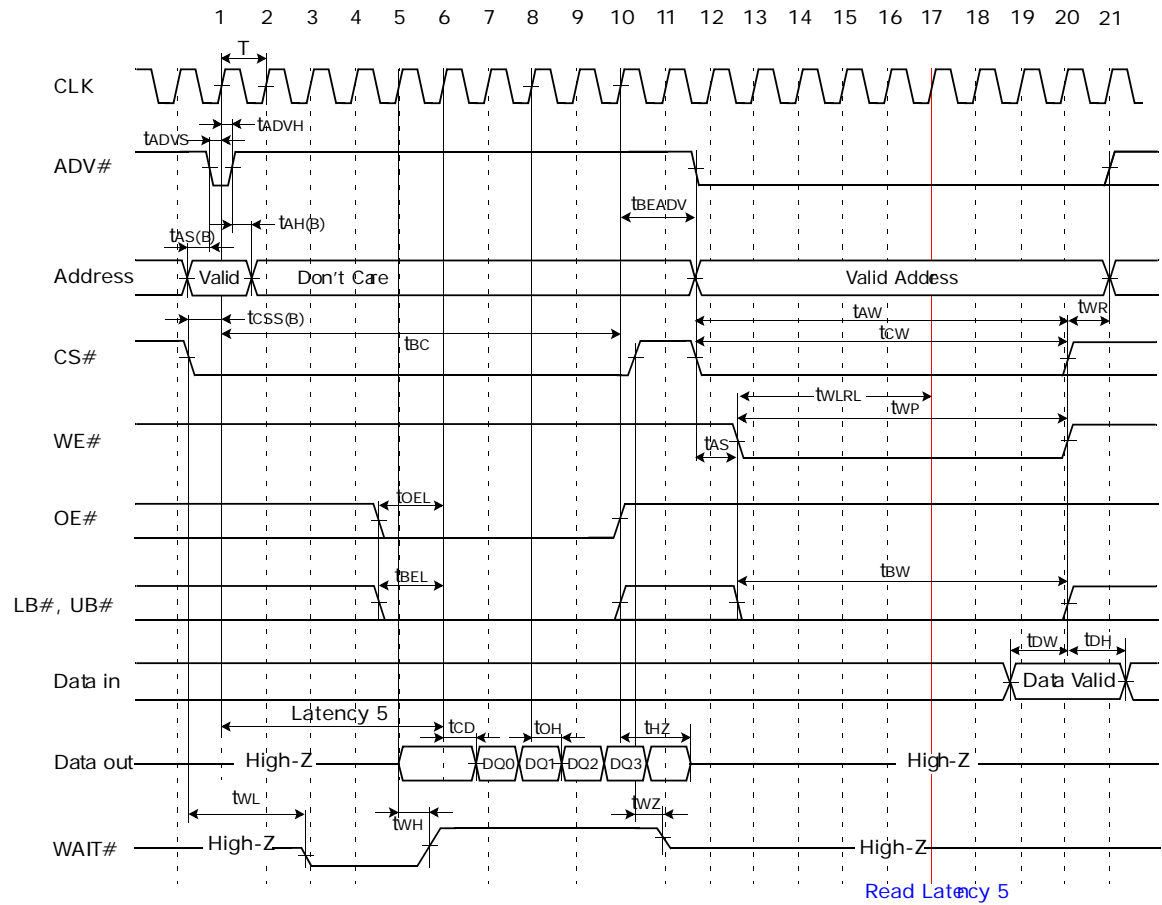 1 2 3 4 5 6 7 8 9 10 11 12 13 14 15 16 17 18 19 20 21
T
CLK
tADVH
tADVS
ADV#
tBEADV
tAH(B)
tAS(B)
Address Valid Don't Care Valid Address
tCSS(B) tAW tWR
tBC tCW
CS#
tWLRL
tWP
WE# tAS
tOEL
OE#
tBEL tBW
LB#, UB#
tDW tDH
Data in Data Valid
Latency 5
tCD tOH tHZ
Data out High-Z DQ0 DQ1 DQ2 DQ3 High-Z
tWL tWH tWZ
WAIT# High-Z High-Z
Read Latency 5